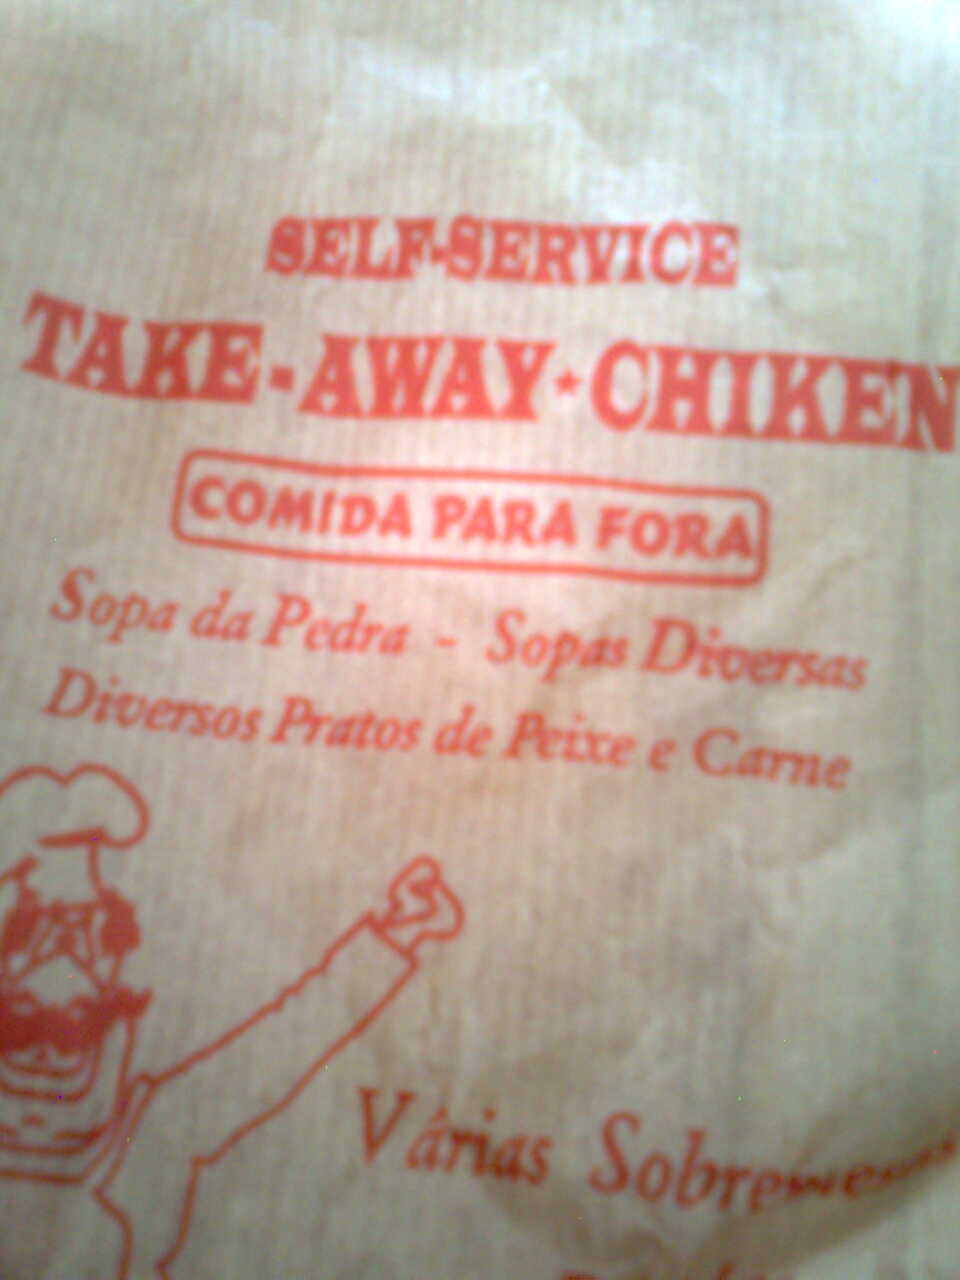 SELF-SERVICE
TAKE-AWAY * CHIKEN
COMIDA PARA FORA
Sopa da Pedra - Sopas Diversas
Diversos Pratos de Peixe e Carne
Várias